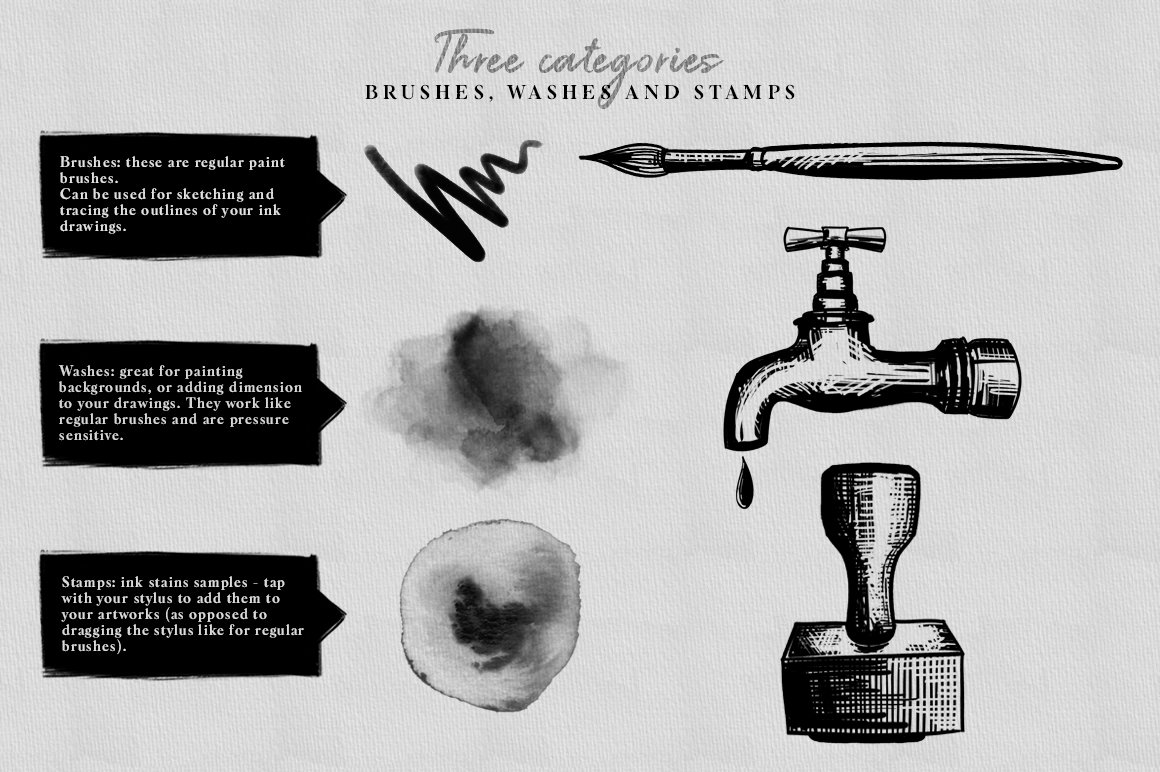 Three categories
BRUSHES, WASHES AND STAMPS
Brushes: these are regular paint
brushes.
Can be used for sketching and
tracing the outlines of your ink
drawings.
Washes: great for painting
backgrounds, or adding dimension
to your drawings. They work like
regular brushes and are pressure
sensitive.
Stamps: ink stains samples - tap
with your stylus to add them to
your artworks (as opposed to
dragging the stylus like for regular
brushes).